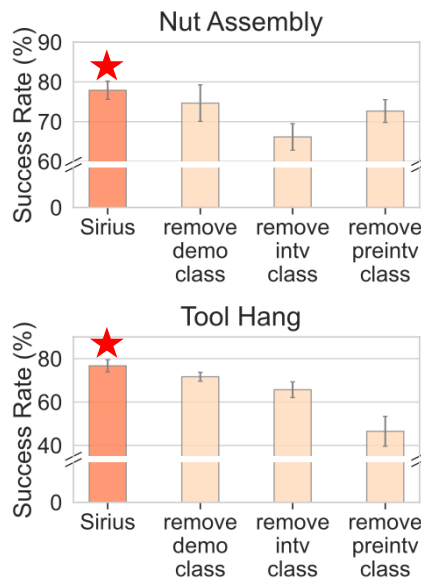 Nut Assembly
Success Rate (%)
90
80
70
60
0
Sirius
remove
demo
class
remove
intv
class
remove
preintv
class
Tool Hang
Success Rate (%)
80
60
40
0
Sirius
remove
demo
class
remove
intv
class
remove
preintv
class